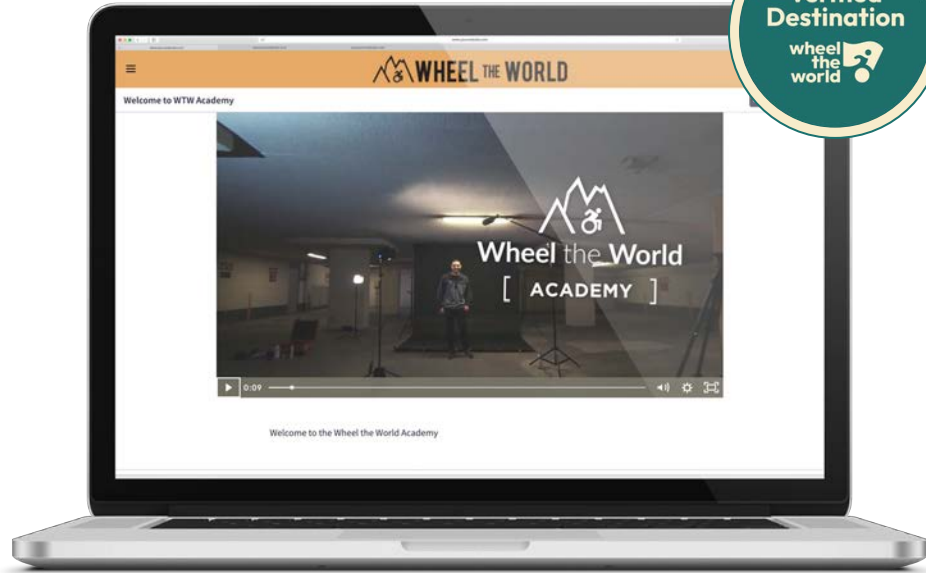 Destination
wheel
the
world
WHEEL THE WORLD
Welcome to WTW Academy
Wheel the World
[ ACADEMY ]
0:09
Welcome to the Wheel the World Academy